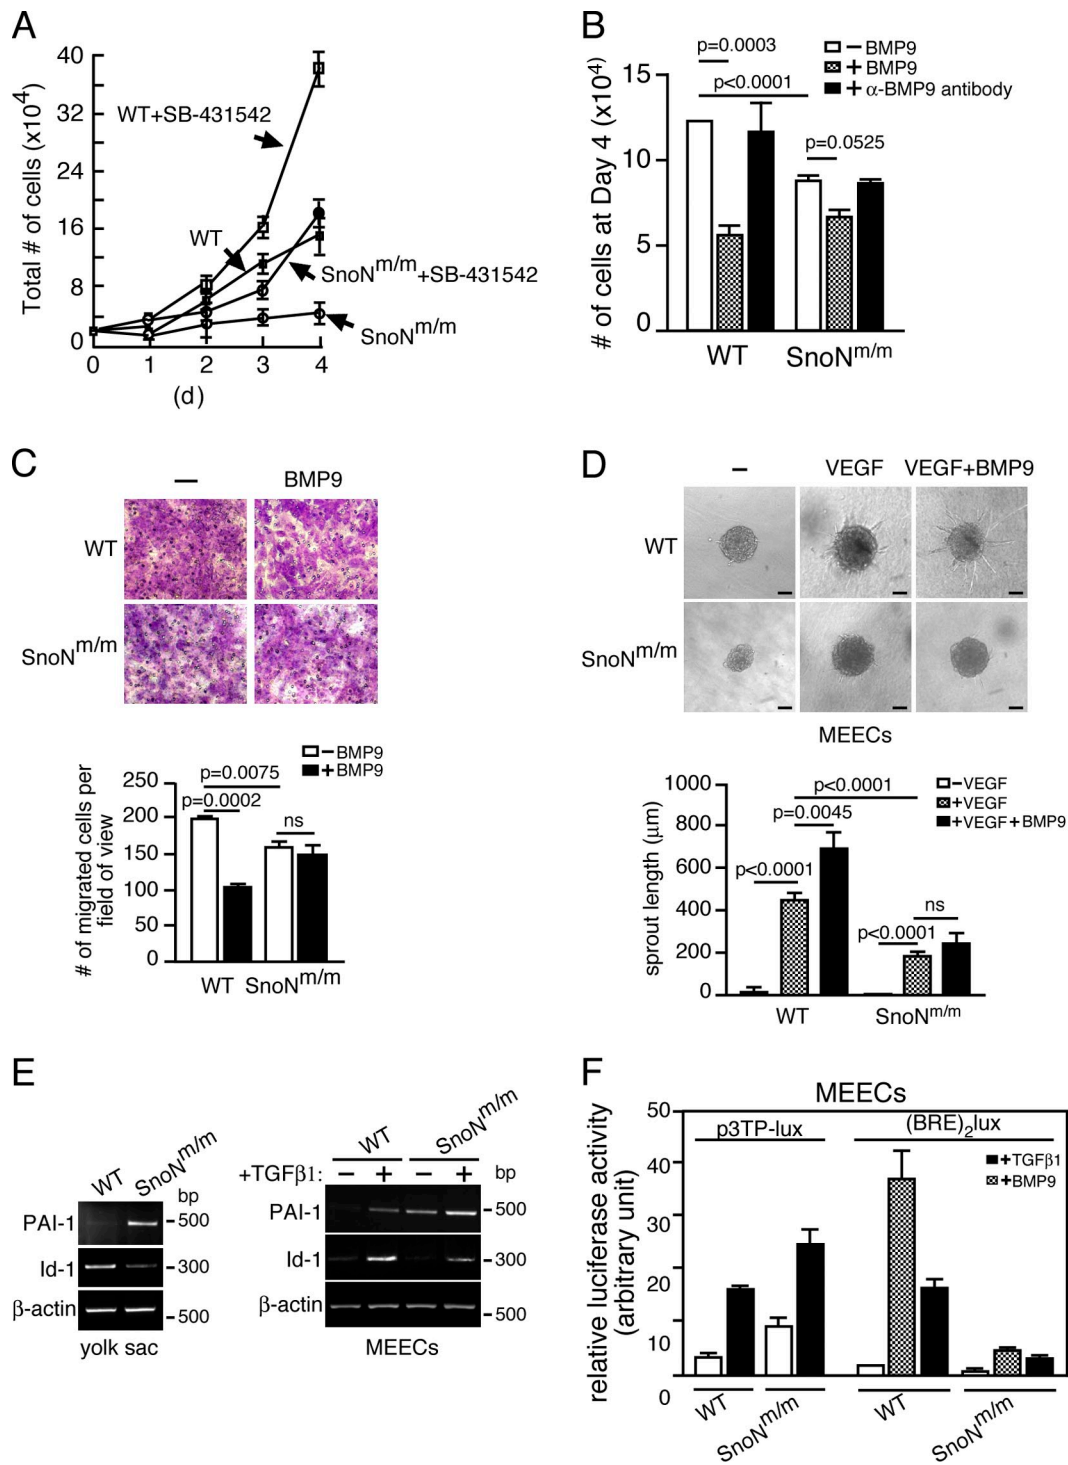 A
Total # of cells (x10⁴)
40
32
24
16
8
0
0 1 2 3 4
(d)
WT+SB-431542
WT
SnoNm/m+SB-431542
SnoNm/m
B
# of cells at Day 4 (x10⁴)
15
10
5
0
p=0.0003
p<0.0001
p=0.0525
− BMP9
+ BMP9
+ α-BMP9 antibody
WT SnoNm/m
C
− BMP9
WT
SnoNm/m
# of migrated cells per
field of view
250
200
150
100
50
0
p=0.0075
p=0.0002
ns
−BMP9
+BMP9
WT SnoNm/m
D
− VEGF VEGF+BMP9
WT
SnoNm/m
MEECs
sprout length (μm)
1000
800
600
400
200
0
p<0.0001
p=0.0045
p<0.0001
ns
p<0.0001
−VEGF
+VEGF
+VEGF+BMP9
WT SnoNm/m
E
WT SnoNm/m
bp
PAI-1 -500
Id-1 -300
β-actin -500
yolk sac
WT SnoNm/m
+TGFβ1: − + − + bp
PAI-1 -500
Id-1 -300
β-actin -500
MEECs
F
MEECs
relative luciferase activity
(arbitrary unit)
50
40
30
20
10
0
p3TP-lux (BRE)₂lux
+TGFβ1
+BMP9
WT SnoNm/m WT SnoNm/m